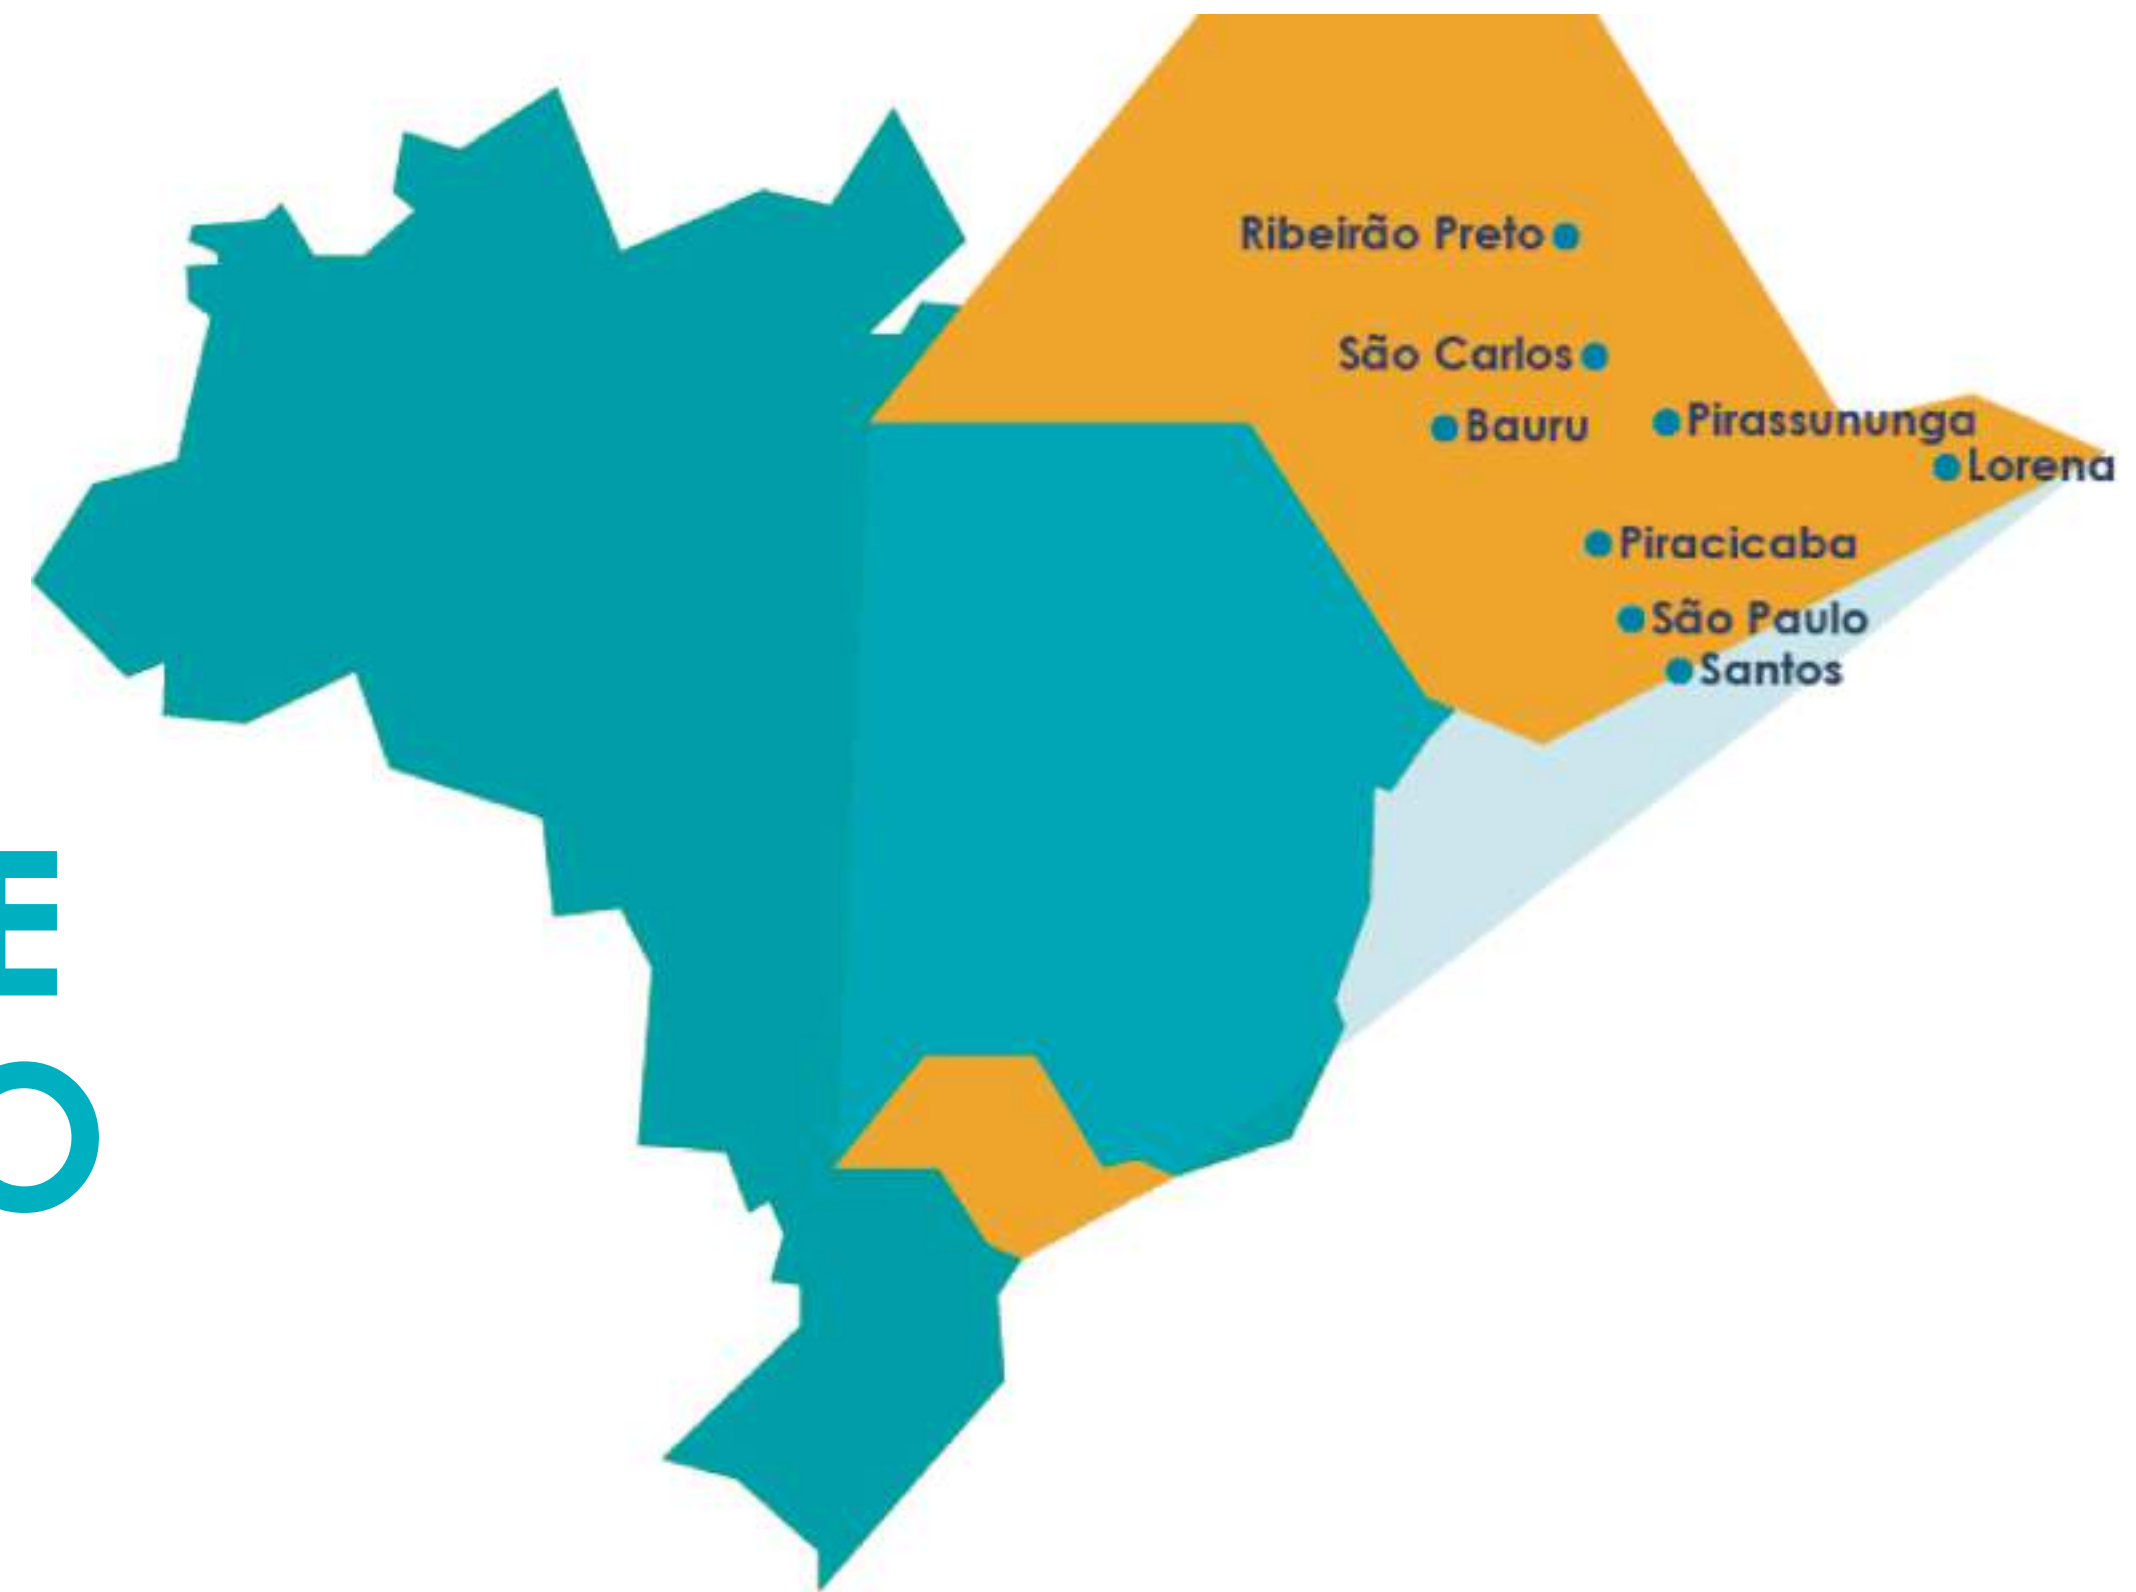 Ribeirão Preto
São Carlos
Bauru
Pirassununga
Lorena
Piracicaba
São Paulo
Santos
E
O